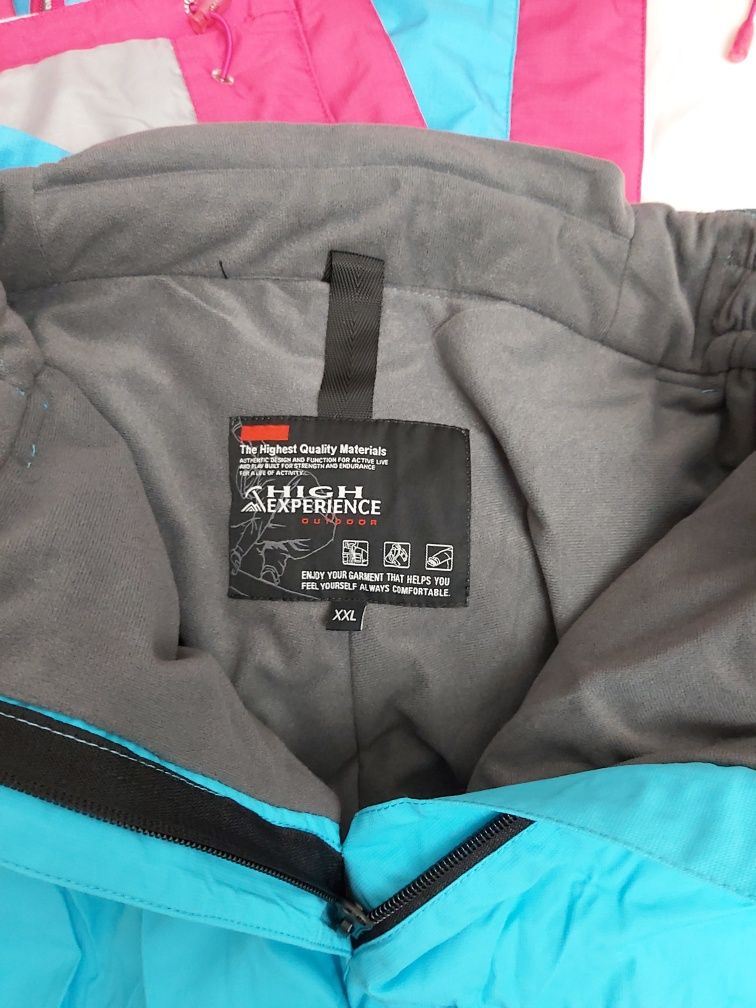 The Highest Quality Materials
AUTHENTIC DESIGN AND FUNCTION FOR ACTIVE LIVE
AND PLAY BUILT FOR STRENGTH AND ENDURANCE
FOR A LIFE OF ACTIVITY.
HIGH
EXPERIENCE
OUTDOOR
ENJOY YOUR GARMENT THAT HELPS YOU
FEEL YOURSELF ALWAYS COMFORTABLE.
XXL